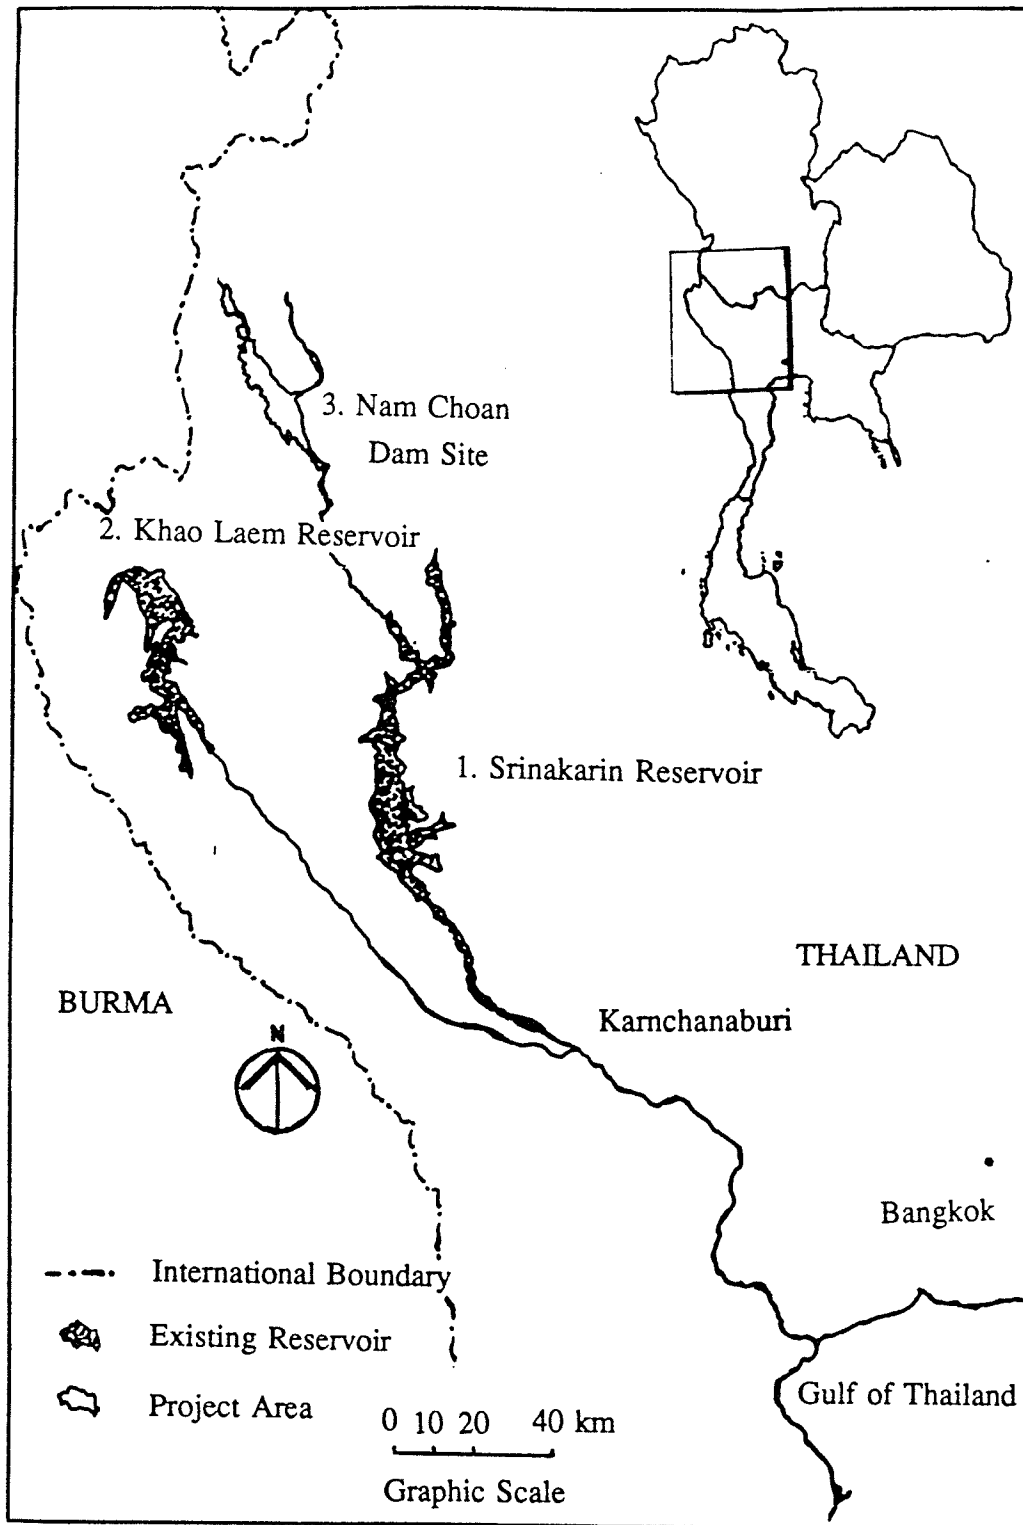 3. Nam Choan
Dam Site
2. Khao Laem Reservoir
1. Srinakarin Reservoir
THAILAND
BURMA
Karnchanaburi
N
Bangkok
International Boundary
Existing Reservoir
Project Area
Gulf of Thailand
0 10 20 40 km
Graphic Scale